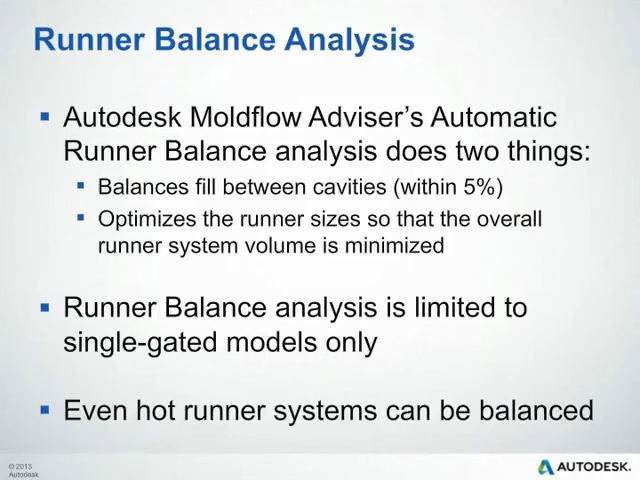 Runner Balance Analysis
▪ Autodesk Moldflow Adviser's Automatic
Runner Balance analysis does two things:
▪ Balances fill between cavities (within 5%)
▪ Optimizes the runner sizes so that the overall
runner system volume is minimized
▪ Runner Balance analysis is limited to
single-gated models only
▪ Even hot runner systems can be balanced
© 2013
Autodesk
AUTODESK.